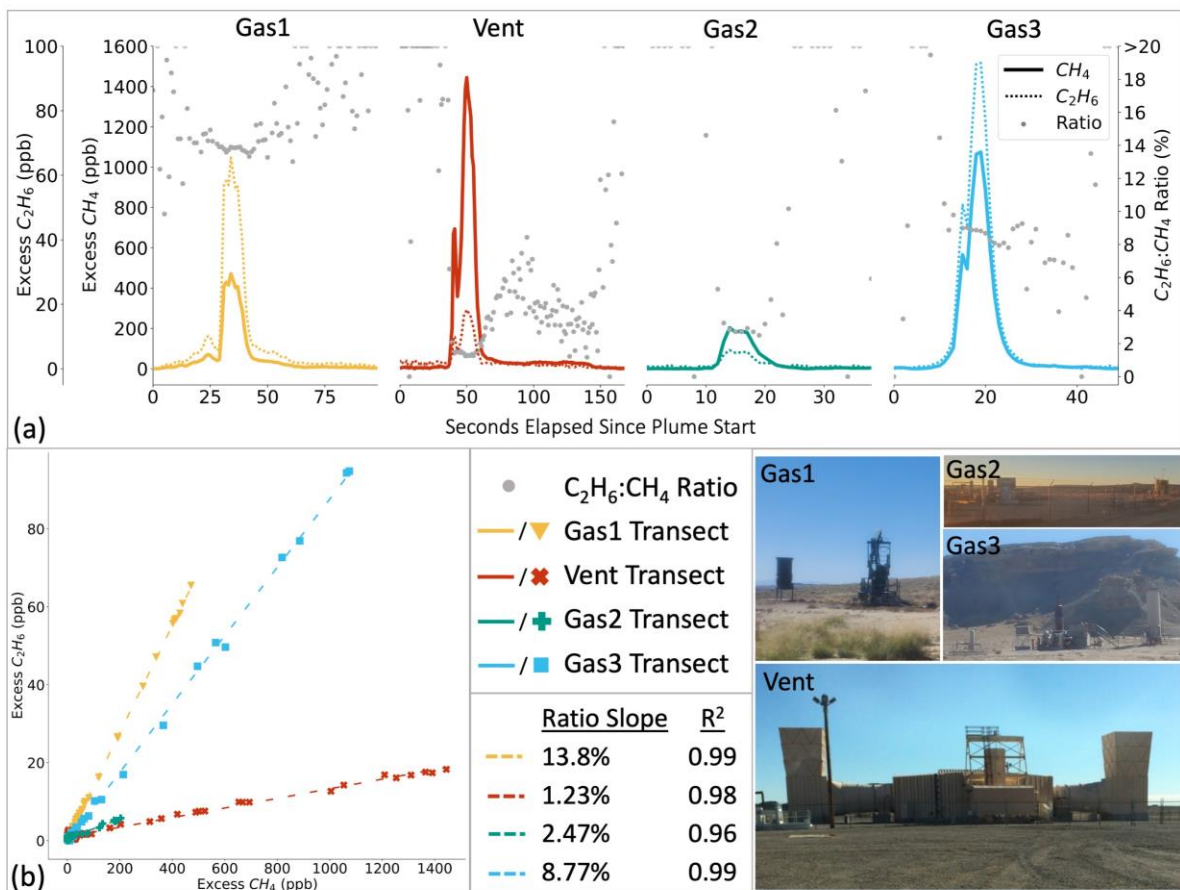 Gas1 Vent Gas2 Gas3
Excess C₂H₆ (ppb)
100
80
60
40
20
0
Excess CH₄ (ppb)
1600
1400
1200
1000
800
600
400
200
0
CH₄
C₂H₆
Ratio
>20
18
16
14
12
10
8
6
4
2
0
C₂H₆:CH₄ Ratio (%)
0 25 50 75
0 50 100 150
0 10 20 30
0 20 40
Seconds Elapsed Since Plume Start
(a)
Excess C₂H₆ (ppb)
80
60
40
20
0
0 200 400 600 800 1000 1200 1400
Excess CH₄ (ppb)
(b)
C₂H₆:CH₄ Ratio
/ Gas1 Transect
/ Vent Transect
/ Gas2 Transect
/ Gas3 Transect
Ratio Slope R²
13.8% 0.99
1.23% 0.98
2.47% 0.96
8.77% 0.99
Gas1
Gas2
Gas3
Vent